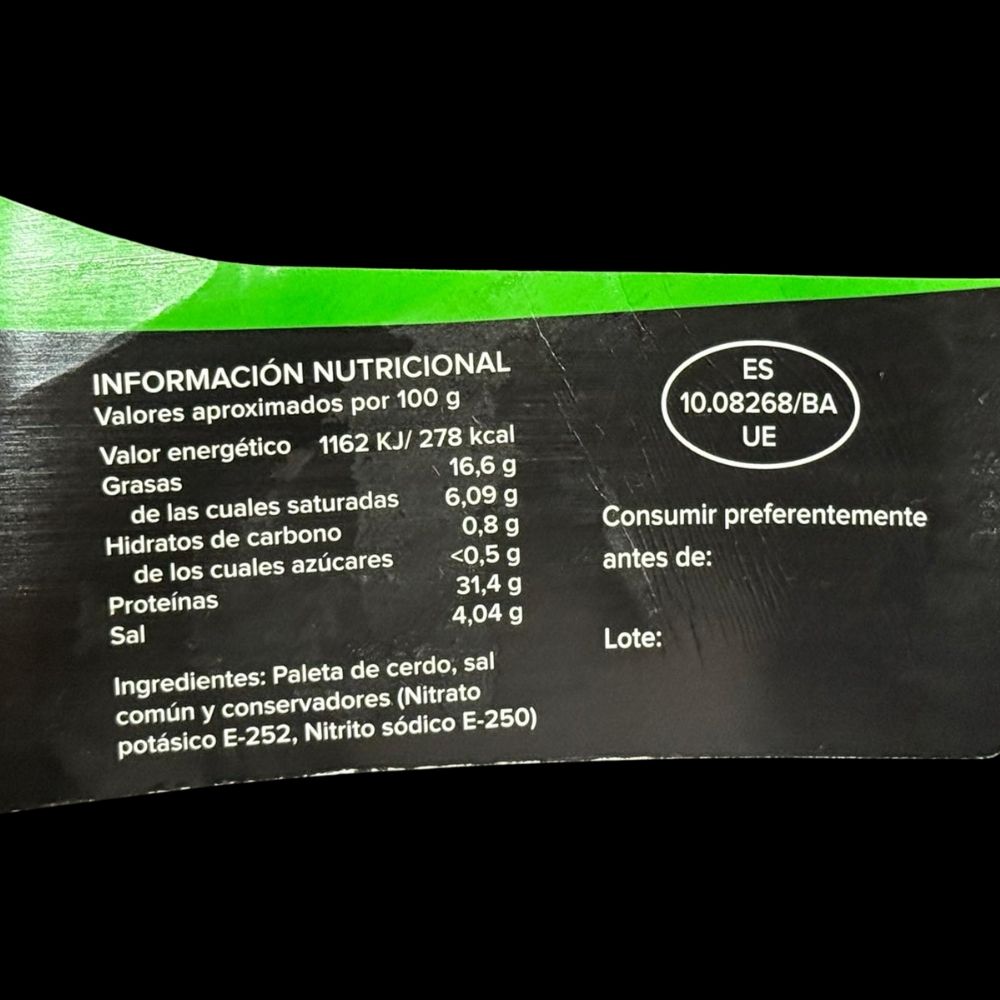 INFORMACIÓN NUTRICIONAL
Valores aproximados por 100 g
Valor energético 1162 KJ/ 278 kcal
Grasas 16,6 g
de las cuales saturadas 6,09 g
Hidratos de carbono 0,8 g
de los cuales azúcares <0,5 g
Proteínas 31,4 g
Sal 4,04 g
Ingredientes: Paleta de cerdo, sal
común y conservadores (Nitrato
potásico E-252, Nitrito sódico E-250)
ES
10.08268/BA
UE
Consumir preferentemente
antes de:
Lote: